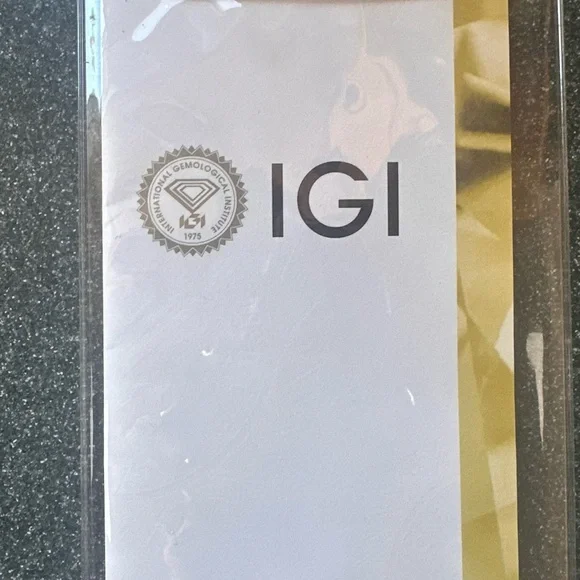 INTERNATIONAL GEMOLOGICAL INSTITUTE
IGI
1975
IGI